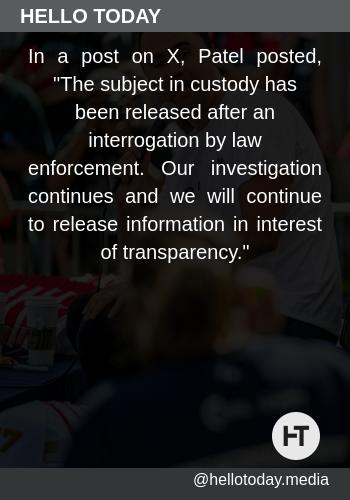 HELLO TODAY
In a post on X, Patel posted,
"The subject in custody has
been released after an
interrogation by law
enforcement. Our investigation
continues and we will continue
to release information in interest
of transparency."
HT
@hellotoday.media